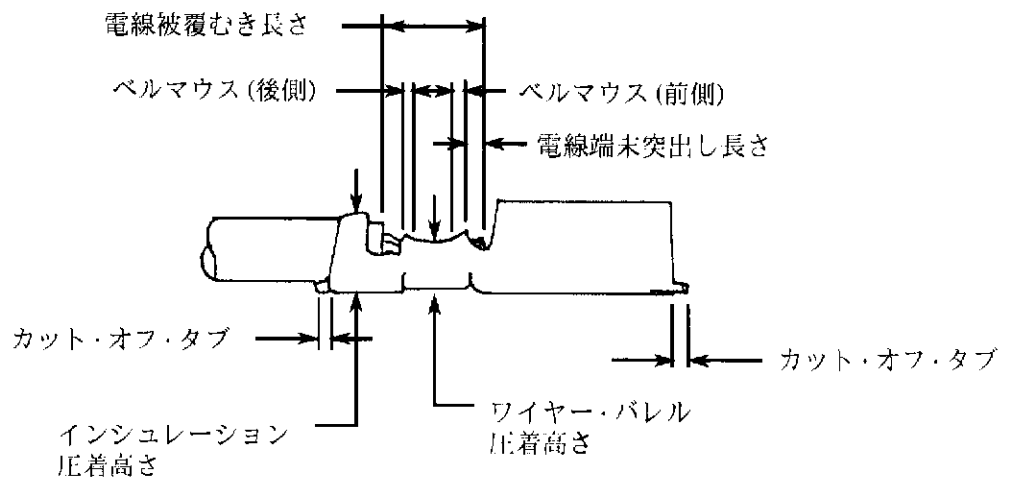 電線被覆むき長さ
ベルマウス(後側)
ベルマウス(前側)
電線端末突出し長さ
カット・オフ・タブ
カット・オフ・タブ
ワイヤー・バレル
圧着高さ
インシュレーション
圧着高さ